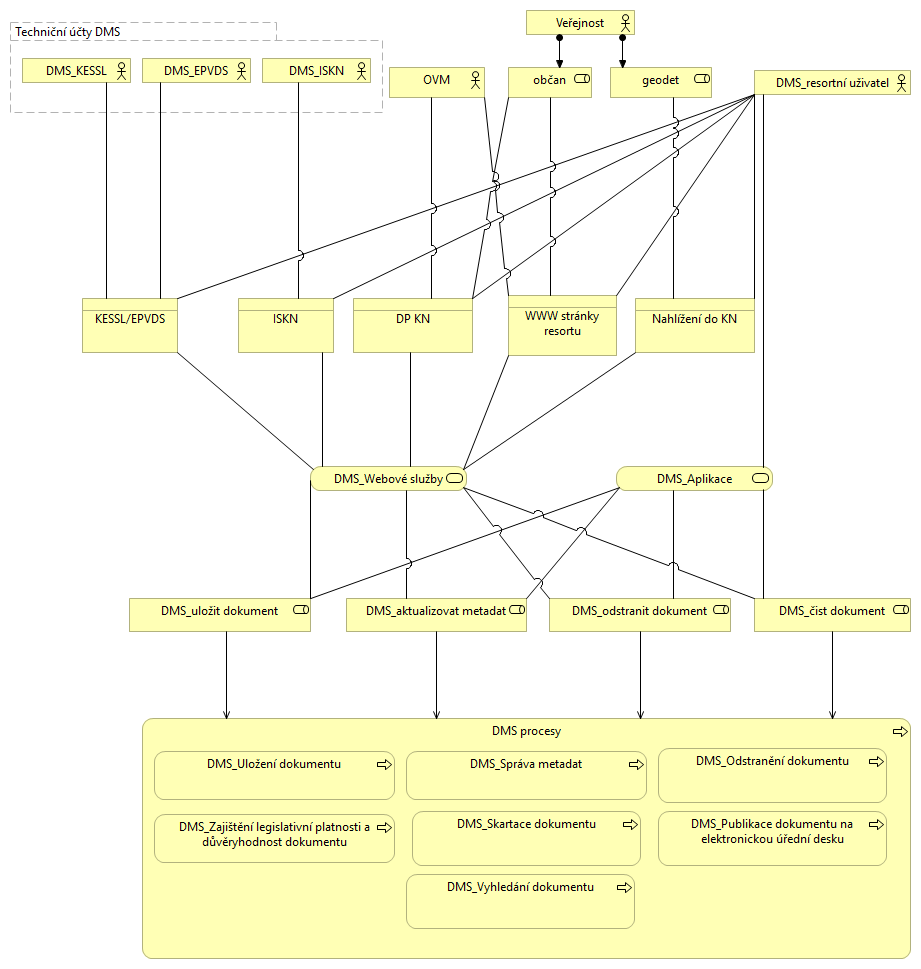 Veřejnost
Techniční účty DMS
DMS_KESSL
DMS_EPVDS
DMS_ISKN
OVM
občan
geodet
DMS_resortní uživatel
KESSL/EPVDS
ISKN
DP KN
WWW stránky
resortu
Nahlížení do KN
DMS_Webové služby
DMS_Aplikace
DMS_uložit dokument
DMS_aktualizovat metadat
DMS_odstranit dokument
DMS_číst dokument
DMS procesy
DMS_Uložení dokumentu
DMS_Správa metadat
DMS_Odstranění dokumentu
DMS_Zajištění legislativní platnosti a
důvěryhodnost dokumentu
DMS_Skartace dokumentu
DMS_Publikace dokumentu na
elektronickou úřední desku
DMS_Vyhledání dokumentu